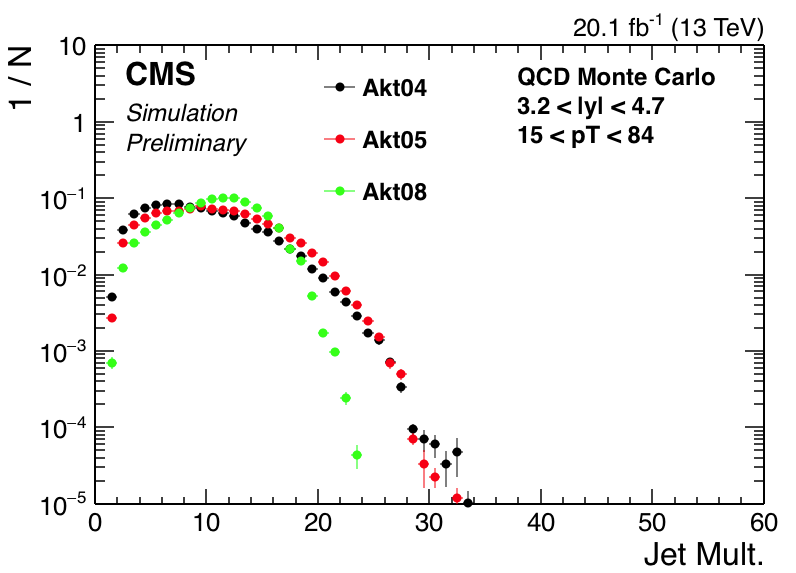 20.1 fb⁻¹ (13 TeV)
1 / N
CMS
Simulation
Preliminary
Akt04
Akt05
Akt08
QCD Monte Carlo
3.2 < lyl < 4.7
15 < pT < 84
10
1
10⁻¹
10⁻²
10⁻³
10⁻⁴
10⁻⁵
0 10 20 30 40 50 60
Jet Mult.